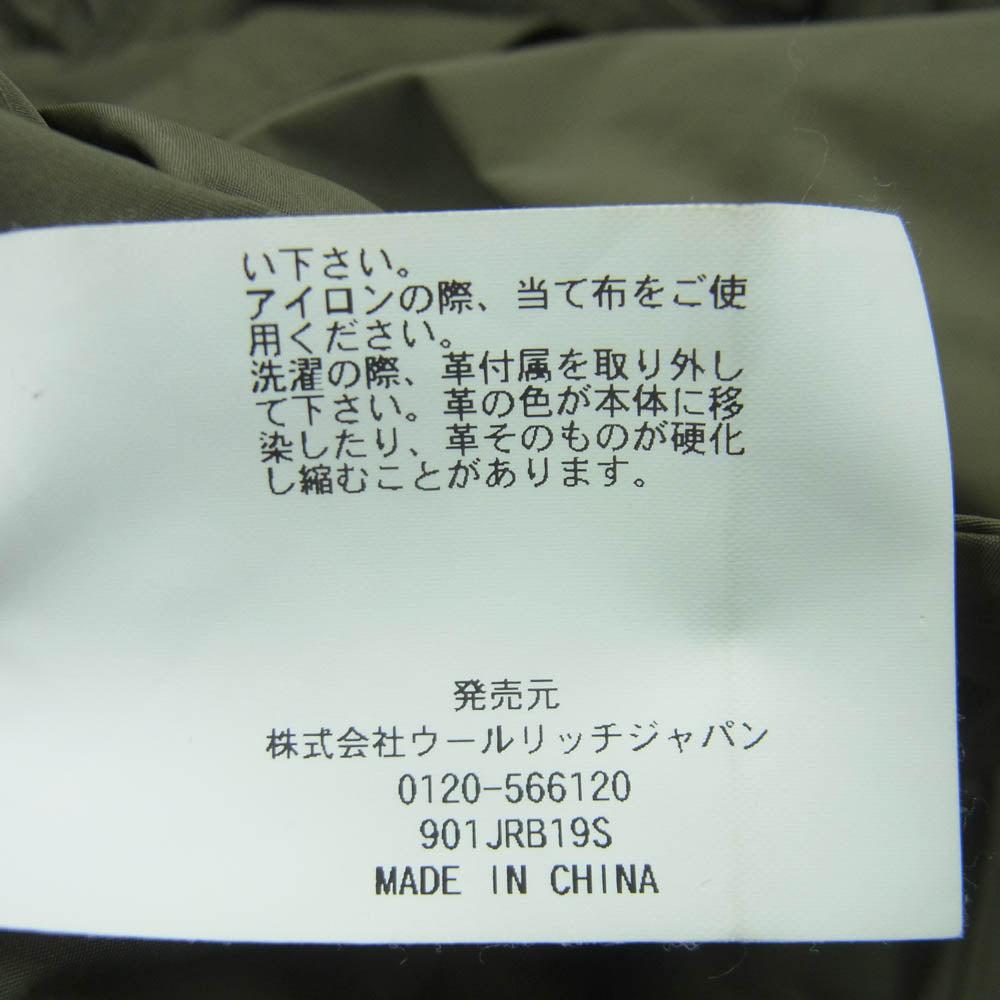 い下さい。
アイロンの際、当て布をご使
用ください。
洗濯の際、革付属を取り外し
て下さい。革の色が本体に移
染したり、革そのものが硬化
し縮むことがあります。
発売元
株式会社ウールリッチジャパン
0120-566120
901JRB19S
MADE IN CHINA